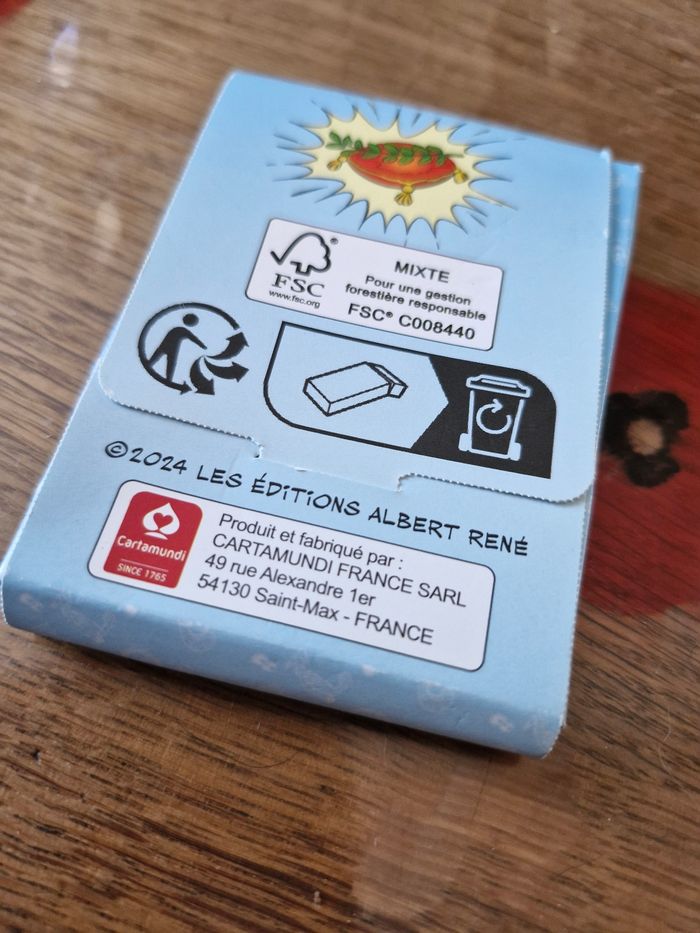 FSC®
www.fsc.org
MIXTE
Pour une gestion
forestière responsable
FSC® C008440
©2024 LES ÉDITIONS ALBERT RENÉ
Cartamundi
SINCE 1765
Produit et fabriqué par :
CARTAMUNDI FRANCE SARL
49 rue Alexandre 1er
54130 Saint-Max - FRANCE